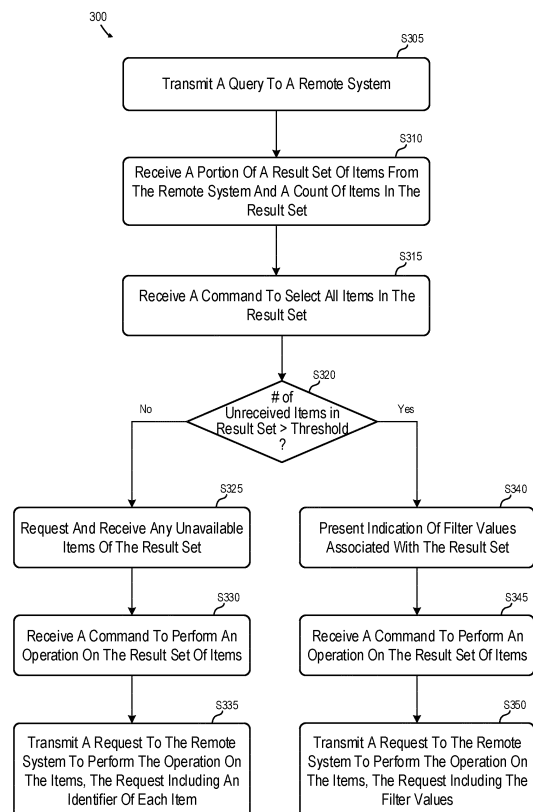 300
S305
Transmit A Query To A Remote System
S310
Receive A Portion Of A Result Set Of Items From
The Remote System And A Count Of Items In The
Result Set
S315
Receive A Command To Select All Items In The
Result Set
S320
# of
Unreceived Items in
Result Set > Threshold
?
No
Yes
S325
Request And Receive Any Unavailable
Items Of The Result Set
S340
Present Indication Of Filter Values
Associated With The Result Set
S330
Receive A Command To Perform An
Operation On The Result Set Of Items
S345
Receive A Command To Perform An
Operation On The Result Set Of Items
S335
Transmit A Request To The Remote
System To Perform The Operation On
The Items, The Request Including An
Identifier Of Each Item
S350
Transmit A Request To The Remote
System To Perform The Operation On
The Items, The Request Including The
Filter Values